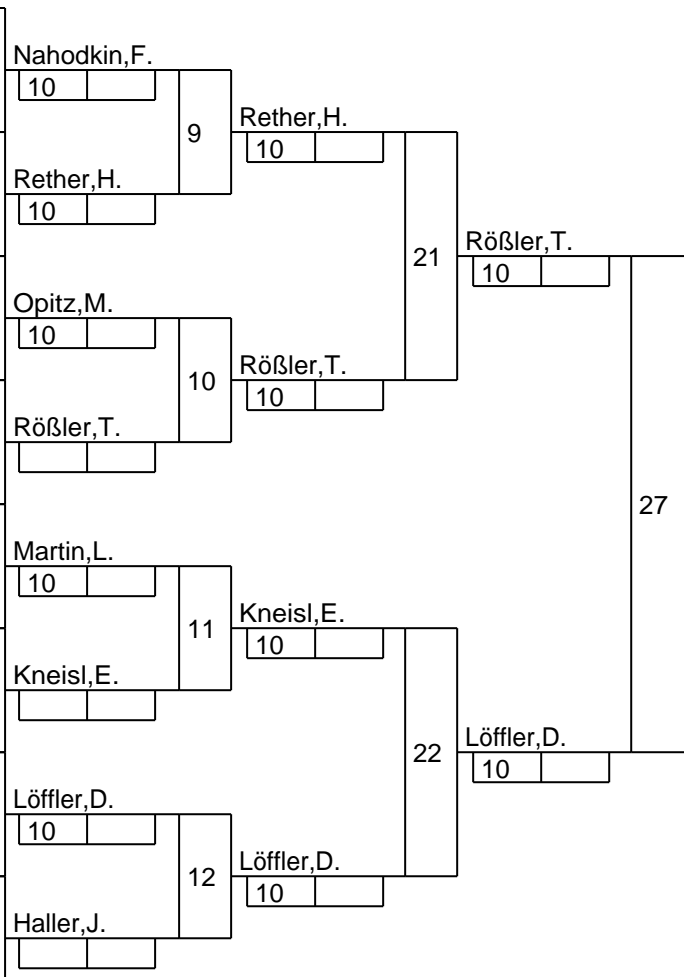 Nahodkin,F.
10
9
Rether,H.
10
Rether,H.
10
21
Rößler,T.
10
Opitz,M.
10
10
Rößler,T.
10
Rößler,T.
27
Martin,L.
10
11
Kneisl,E.
10
Kneisl,E.
22
Löffler,D.
10
Löffler,D.
10
12
Löffler,D.
10
Haller,J.